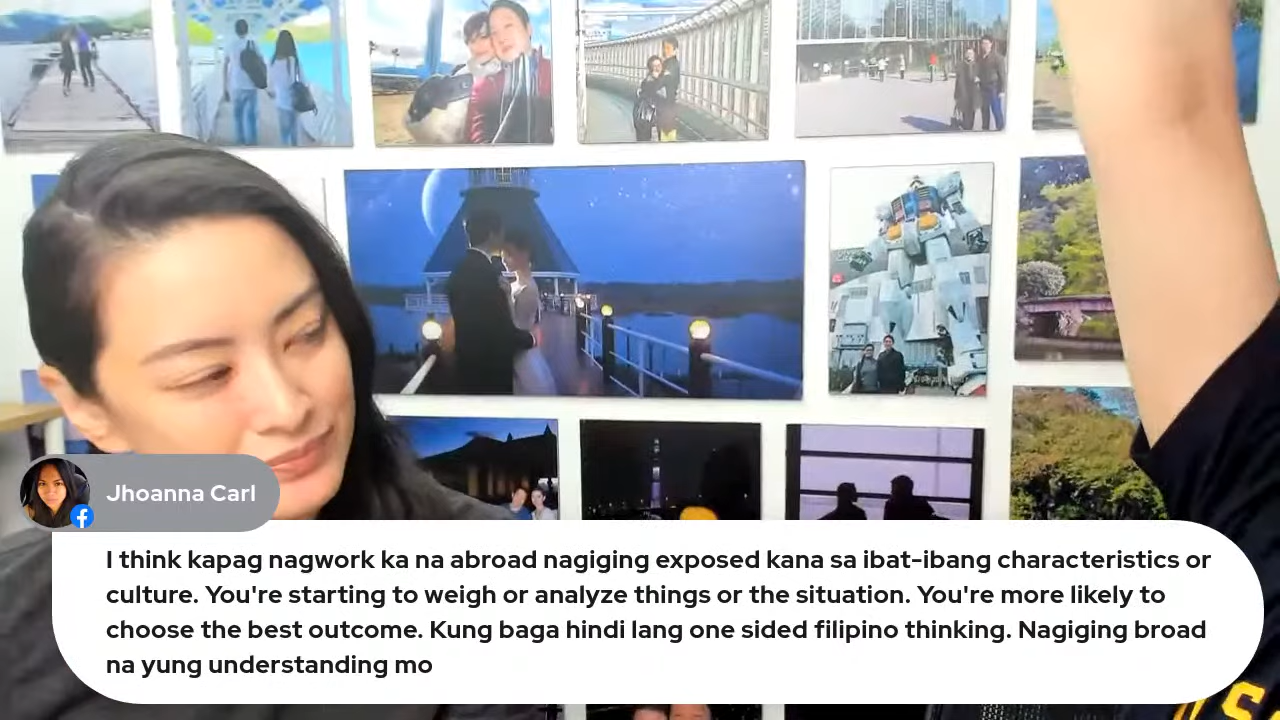 Jhoanna Carl
I think kapag nagwork ka na abroad nagiging exposed kana sa ibat-ibang characteristics or
culture. You're starting to weigh or analyze things or the situation. You're more likely to
choose the best outcome. Kung baga hindi lang one sided filipino thinking. Nagiging broad
na yung understanding mo